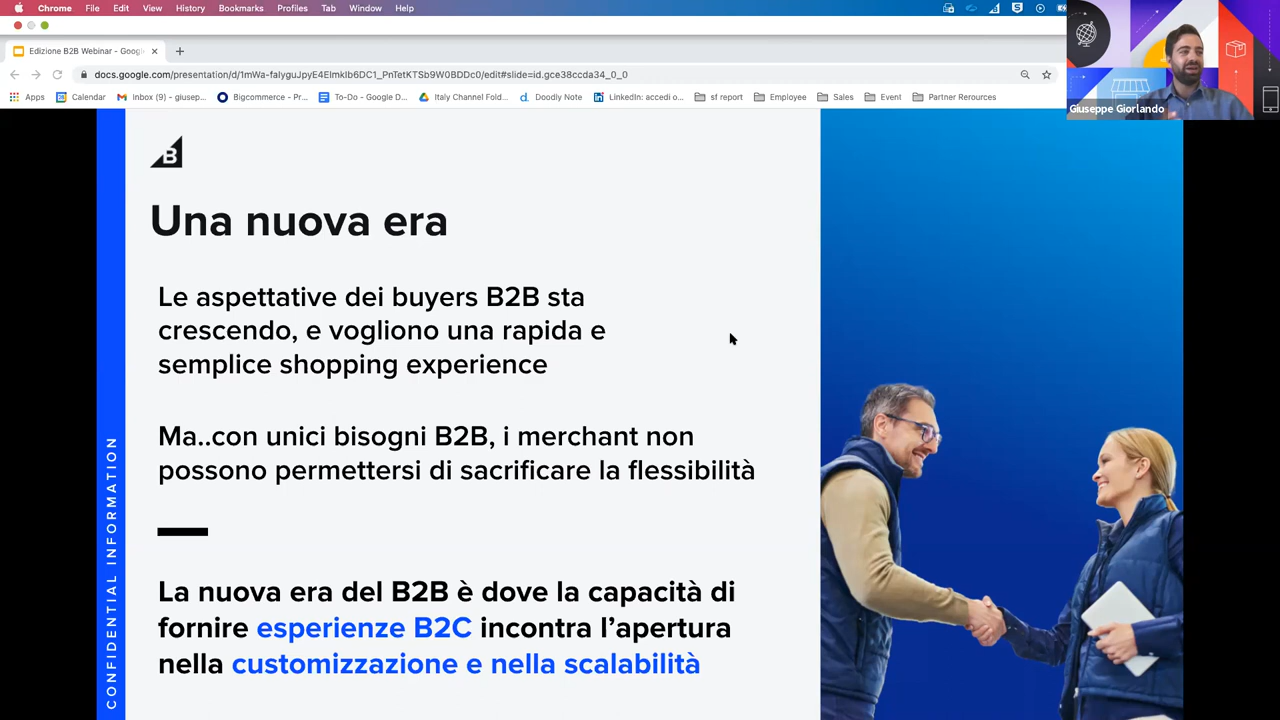 Chrome File Edit View History Bookmarks Profiles Tab Window Help
Edizione B2B Webinar - Googl
docs.google.com/presentation/d/1mWa-falyguJpyE4EImkIb6DC1_PnTetKTSb9W0BDDc0/edit#slide=id.gce38ccda34_0_0
Apps Calendar Inbox (9) - giusep... Bigcommerce - Pr... To-Do - Google D... Italy Channel Fold... Doodly Note LinkedIn: accedi o... sf report Employee Sales Event Partner Rerources
Giuseppe Giorlando
B
Una nuova era
Le aspettative dei buyers B2B sta
crescendo, e vogliono una rapida e
semplice shopping experience
Ma..con unici bisogni B2B, i merchant non
possono permettersi di sacrificare la flessibilità
La nuova era del B2B è dove la capacità di
fornire esperienze B2C incontra l’apertura
nella customizzazione e nella scalabilità
CONFIDENTIAL INFORMATION